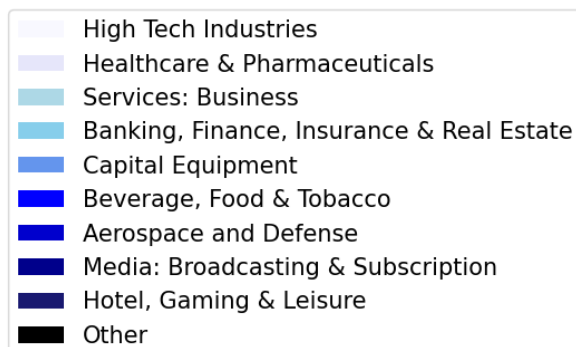 High Tech Industries
Healthcare & Pharmaceuticals
Services: Business
Banking, Finance, Insurance & Real Estate
Capital Equipment
Beverage, Food & Tobacco
Aerospace and Defense
Media: Broadcasting & Subscription
Hotel, Gaming & Leisure
Other